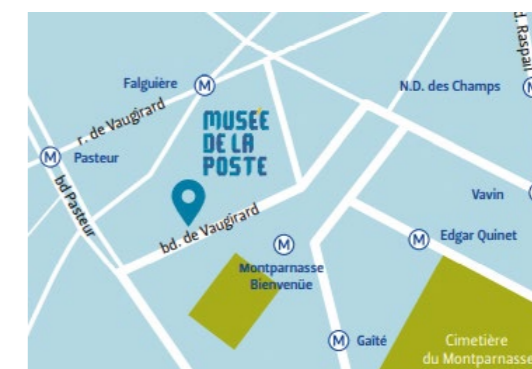 d. Raspail
Falguière
M
N.D. des Champs
M
r. de Vaugirard
MUSÉE
DE LA
POSTE
M
Pasteur
bd Pasteur
Vavin
bd. de Vaugirard
M
Edgar Quinet
M
Montparnasse
Bienvenüe
M
Gaîté
Cimetière
du Montparnasse